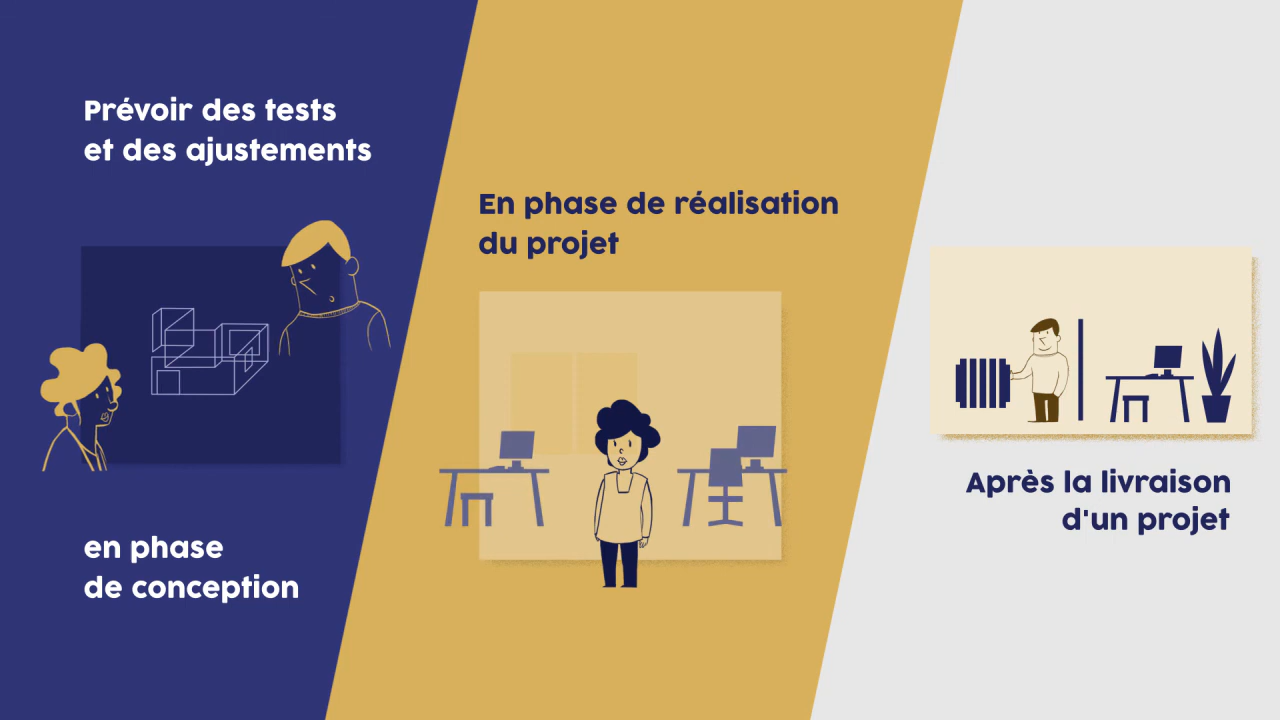 Prévoir des tests
et des ajustements
en phase
de conception
En phase de réalisation
du projet
Après la livraison
d'un projet